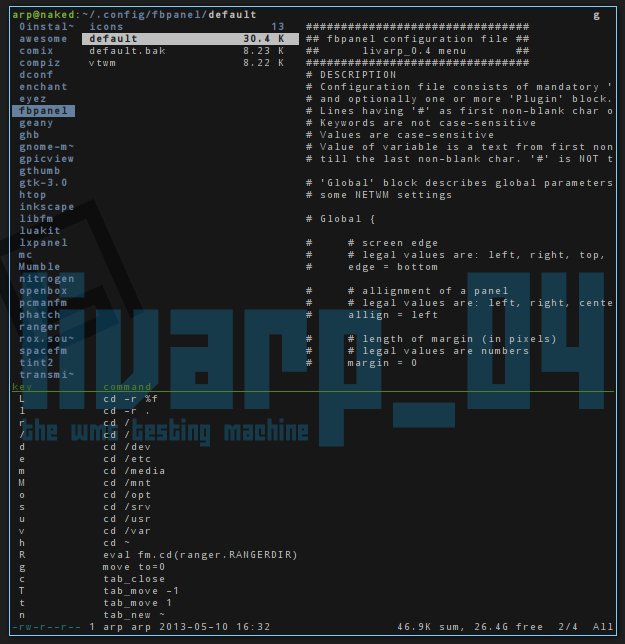 arp@naked:~/.config/fbpanel/default g
0instal~ icons 13 ##############################
awesome default 30.4 K ## fbpanel configuration file ##
comix default.bak 8.23 K ## livarp_0.4 menu ##
compiz vtwm 8.22 K ##############################
dconf # DESCRIPTION
enchant # Configuration file consists of mandatory '
eyez # and optionally one or more 'Plugin' block.
fbpanel # Lines having '#' as first non-blank char o
geany # Keywords are not case-sensitive
ghb # Values are case-sensitive
gnome-m~ # Value of variable is a text from first non
gpicview # till the last non-blank char. '#' is NOT t
gthumb
gtk-3.0 # 'Global' block describes global parameters
htop # some NETWM settings
inkscape
libfm # Global {
luakit
lxpanel # # screen edge
mc # # legal values are: left, right, top,
Mumble # edge = bottom
nitrogen
openbox # # allignment of a panel
pcmanfm # # legal values are: left, right, cente
phatch # allign = left
ranger
rox.sou~ # # length of margin (in pixels)
spacefm # # legal values are numbers
tint2 # margin = 0
transmi~
livarp_04
the wms testing machine
key command
L cd -r %f
l cd -r .
r cd /
/ cd /
d cd /dev
e cd /etc
m cd /media
M cd /mnt
o cd /opt
s cd /srv
u cd /usr
v cd /var
h cd ~
R eval fm.cd(ranger.RANGERDIR)
g move to=0
c tab_close
T tab_move -1
t tab_move 1
n tab_new ~
-rw-r--r-- 1 arp arp 2013-05-10 16:32 46.9K sum, 26.4G free 2/4 All